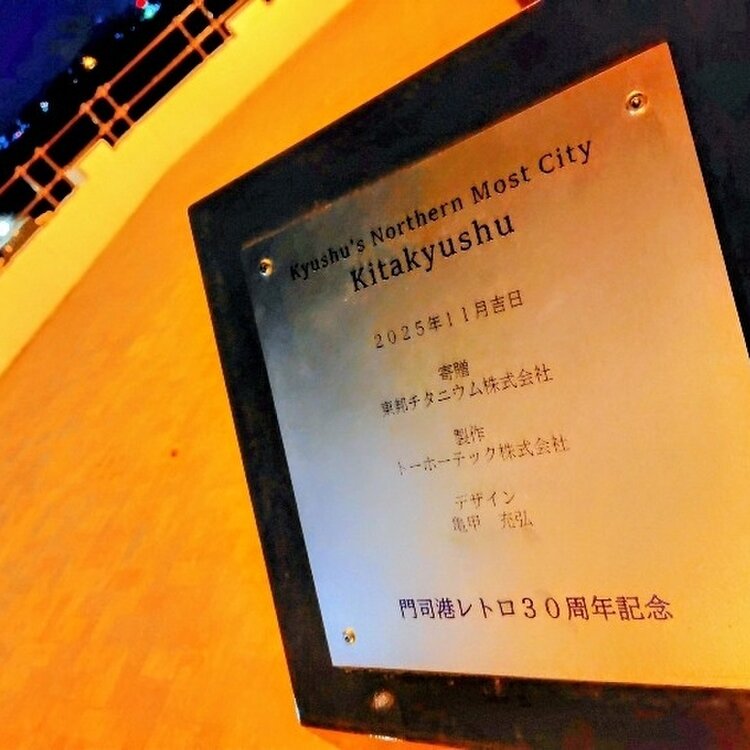 Kyushu's Northern Most City
Kitakyushu
２０２５年１１月吉日
寄贈
東邦チタニウム株式会社
製作
トーホーテック株式会社
デザイン
亀甲　充弘
門司港レトロ３０周年記念